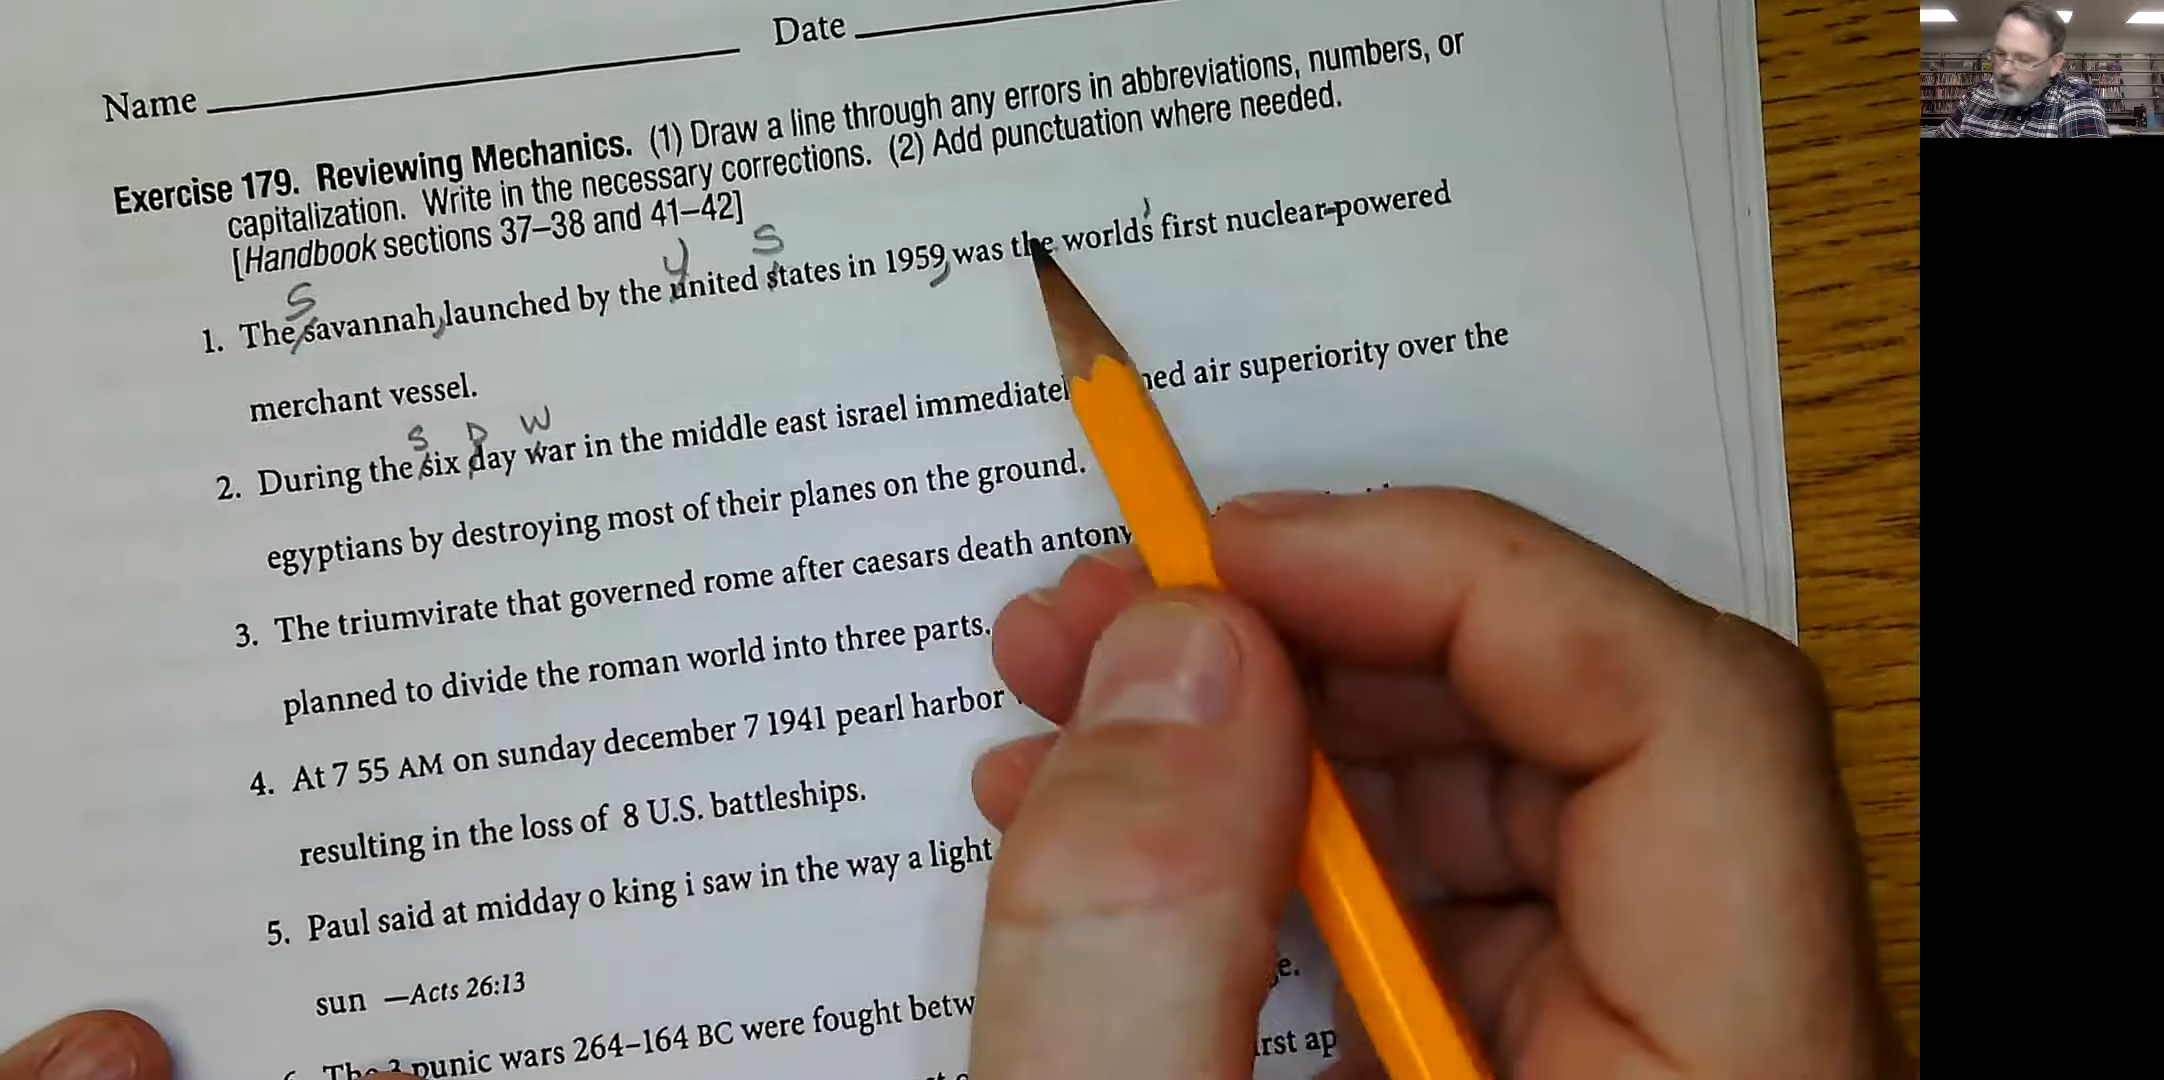 Name Date
Exercise 179. Reviewing Mechanics. (1) Draw a line through any errors in abbreviations, numbers, or
capitalization. Write in the necessary corrections. (2) Add punctuation where needed.
[Handbook sections 37–38 and 41–42]
S U S ’
1. The savannah, launched by the united states in 1959, was the worlds first nuclear-powered
merchant vessel.
S D W
2. During the six day war in the middle east israel immediately air superiority over the
egyptians by destroying most of their planes on the ground.
3. The triumvirate that governed rome after caesars death antony
planned to divide the roman world into three parts.
4. At 7 55 AM on sunday december 7 1941 pearl harbor
resulting in the loss of 8 U.S. battleships.
5. Paul said at midday o king i saw in the way a light
sun —Acts 26:13
The 3 punic wars 264–164 BC were fought